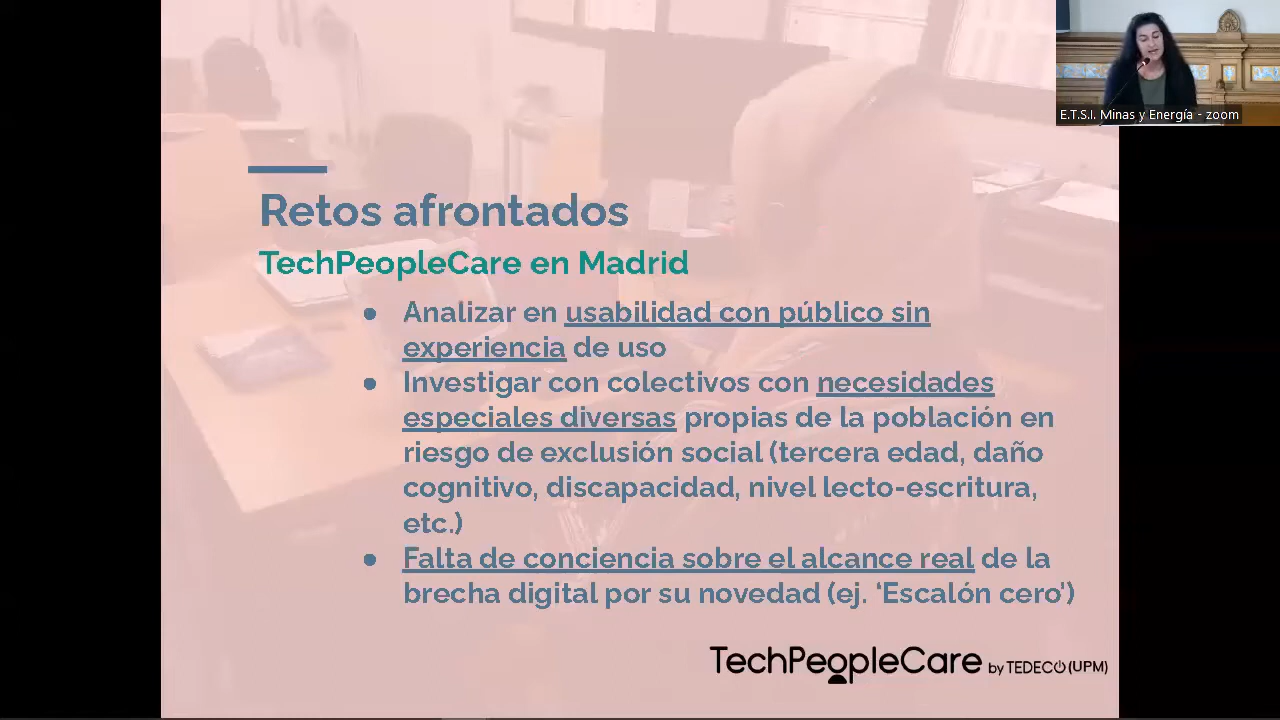 E.T.S.I. Minas y Energía - zoom
Retos afrontados
TechPeopleCare en Madrid
● Analizar en usabilidad con público sin
experiencia de uso
● Investigar con colectivos con necesidades
especiales diversas propias de la población en
riesgo de exclusión social (tercera edad, daño
cognitivo, discapacidad, nivel lecto-escritura,
etc.)
● Falta de conciencia sobre el alcance real de la
brecha digital por su novedad (ej. ‘Escalón cero’)
TechPeopleCare by TEDECO (UPM)